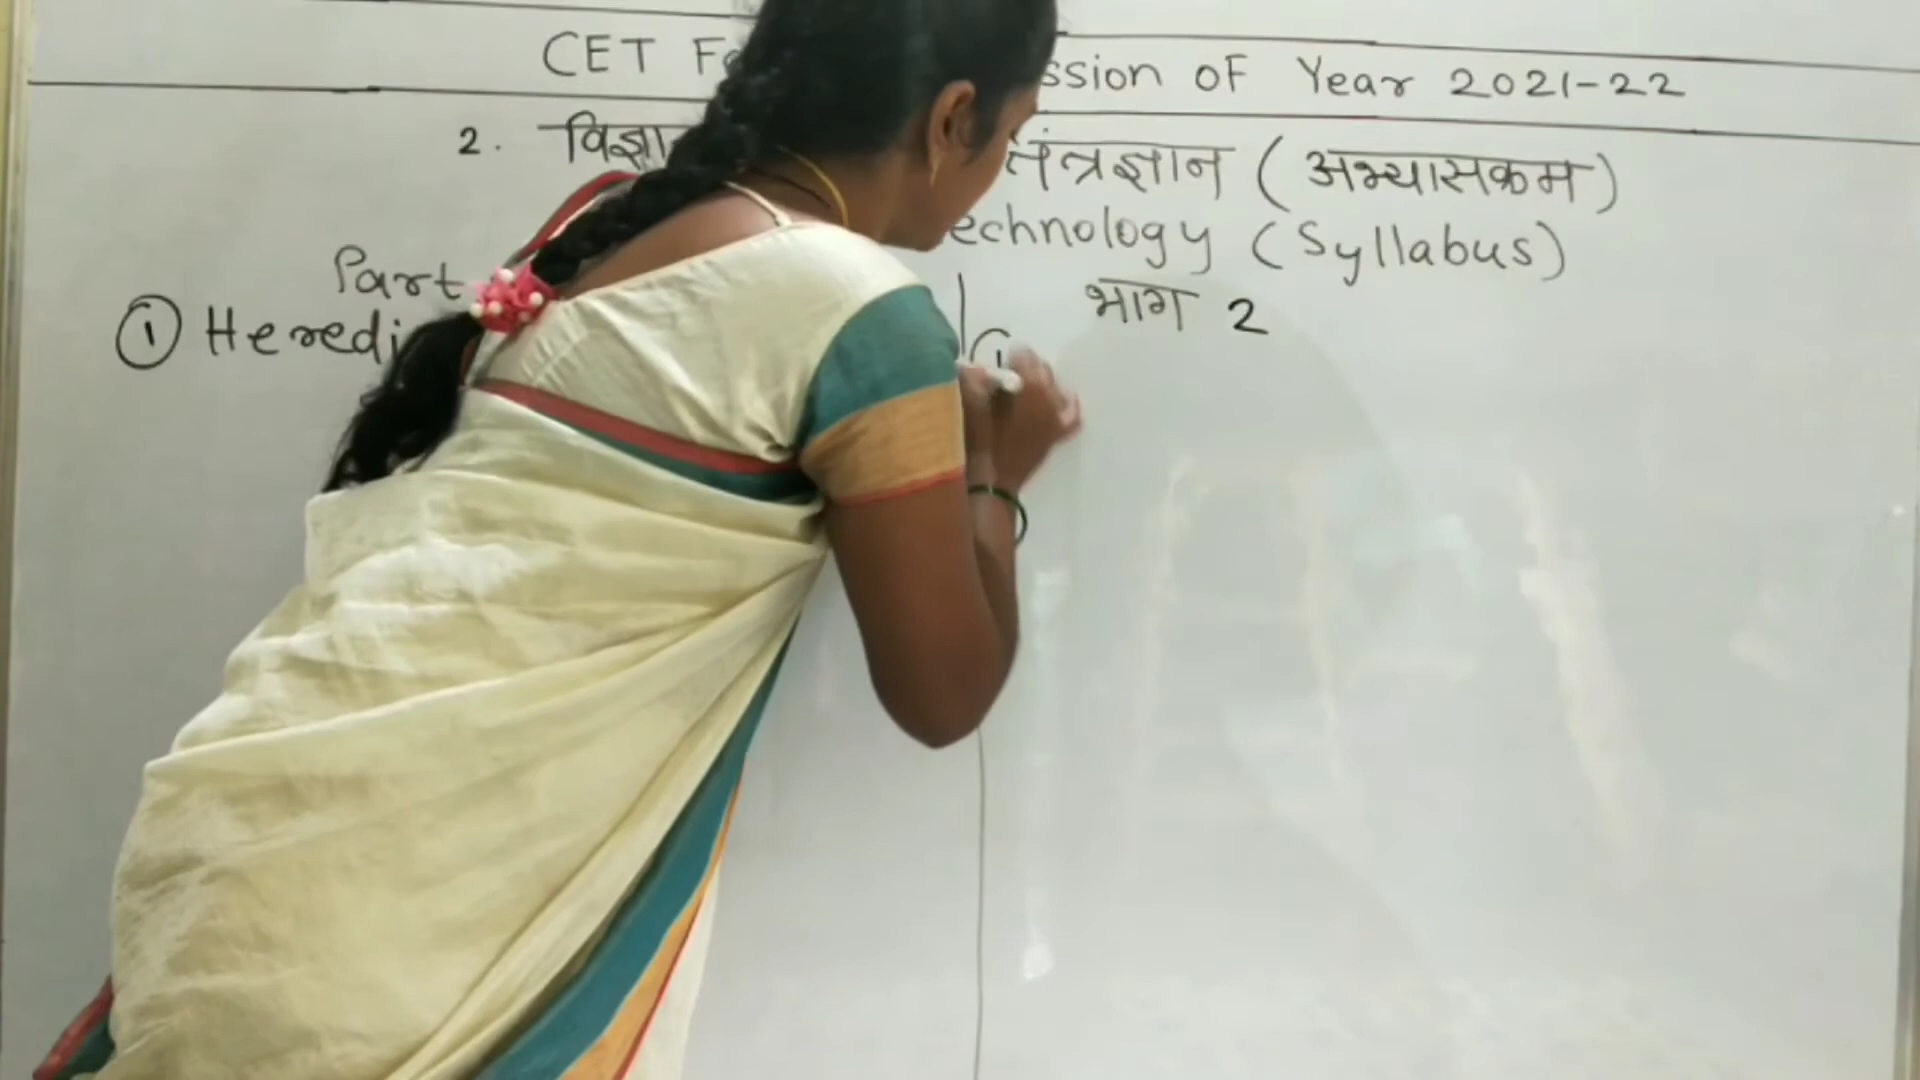 CET ssion OF Year 2021-22
2. विज्ञा तंत्रज्ञान (अभ्यासक्रम)
echnology (Syllabus)
Part भाग 2
① Heredi